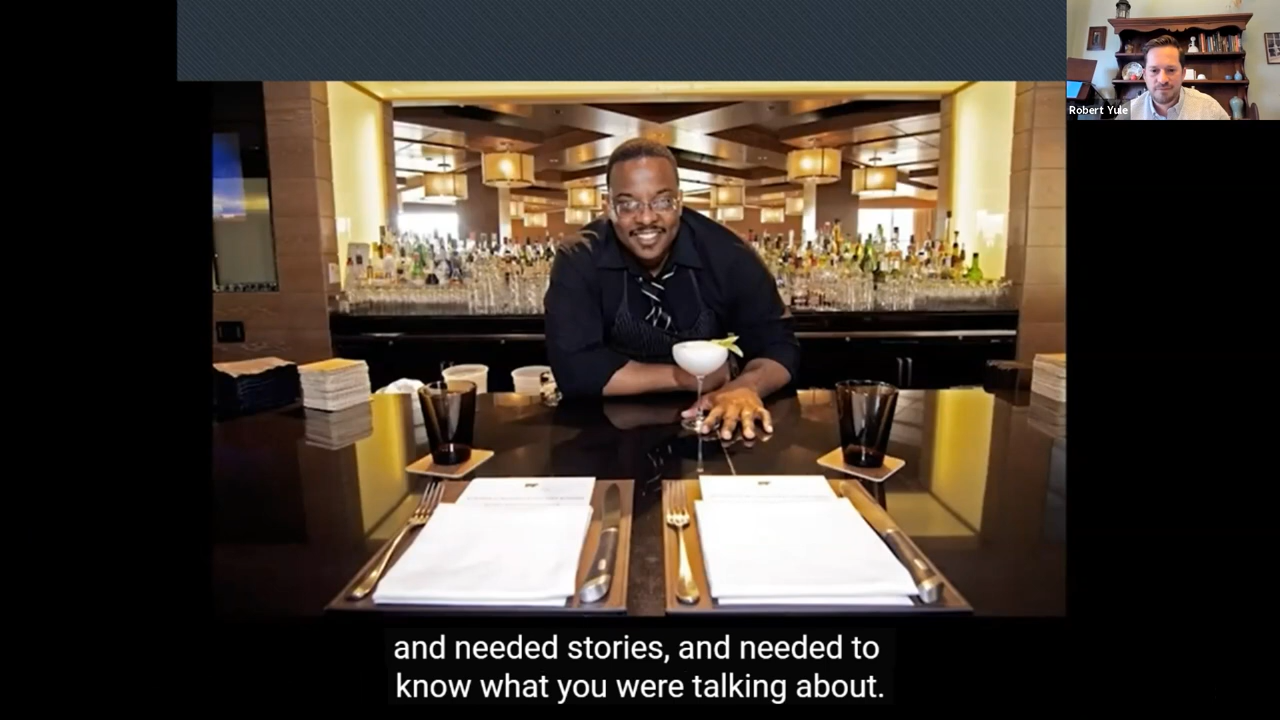 Robert Yule
and needed stories, and needed to
know what you were talking about.